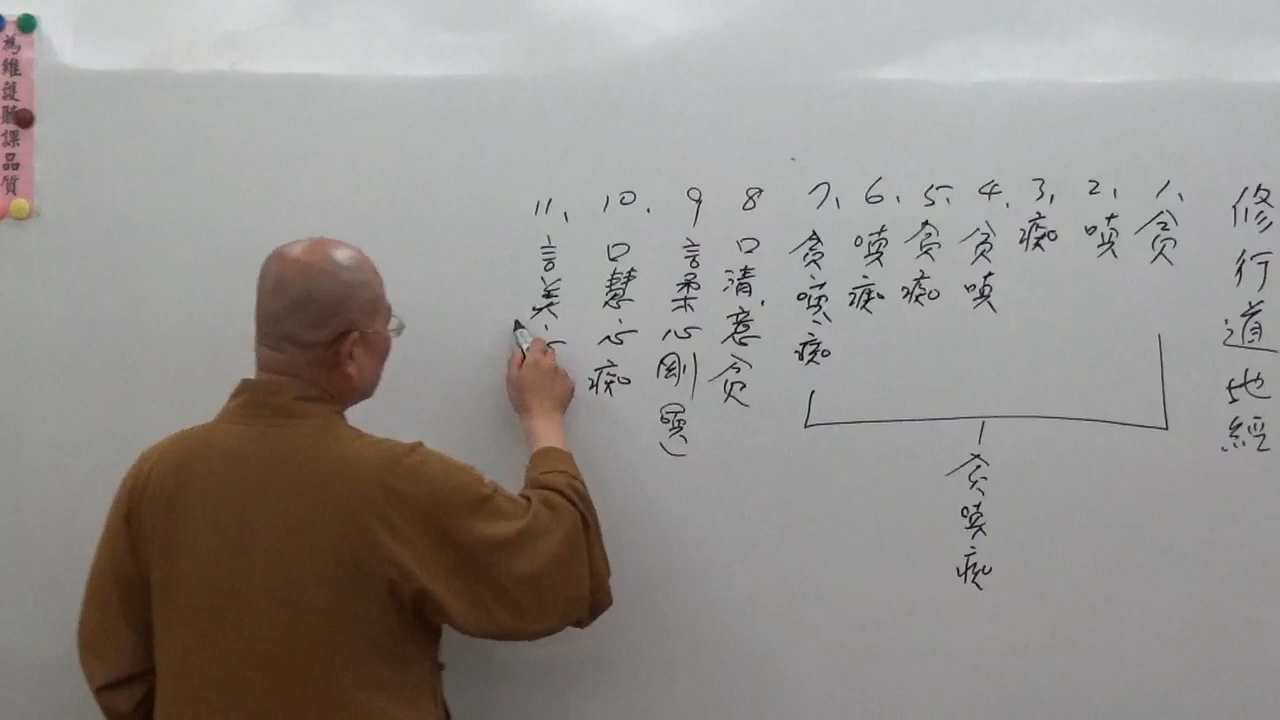 修行道地經
1、貪
2、嗔
3、痴
4、貪嗔
5、貪痴
6、嗔痴
7、貪嗔、痴
貪嗔痴
8 口清、意貪
9 言柔心剛(嗔)
10、口慧心痴
11、言美心
為維護聽課品質